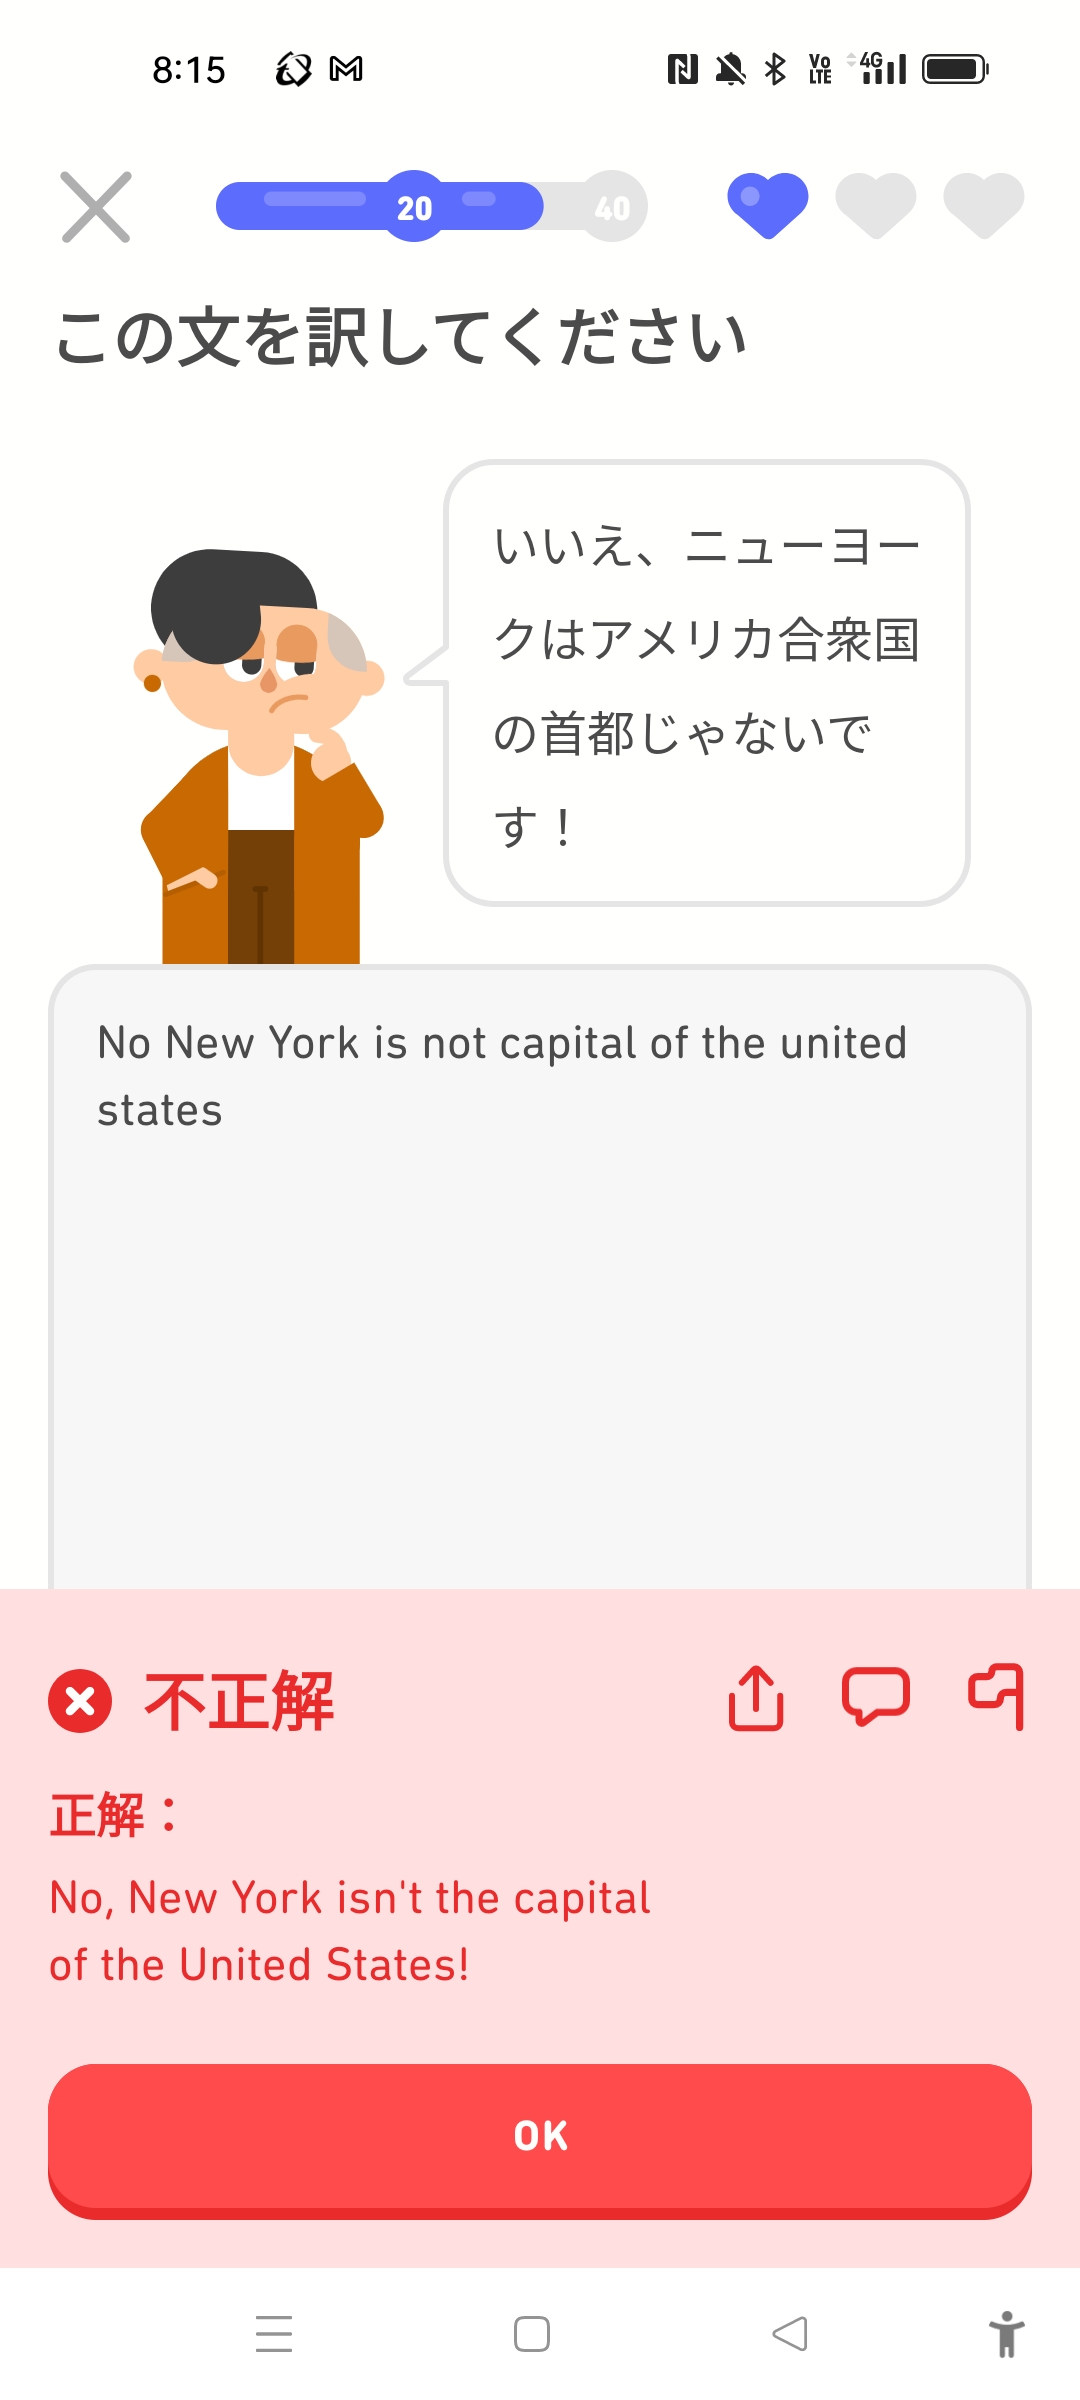 8:15
Vo LTE
4G
20
40
この文を訳してください
いいえ、ニューヨー
クはアメリカ合衆国
の首都じゃないで
す！
No New York is not capital of the united
states
不正解
正解：
No, New York isn't the capital
of the United States!
OK